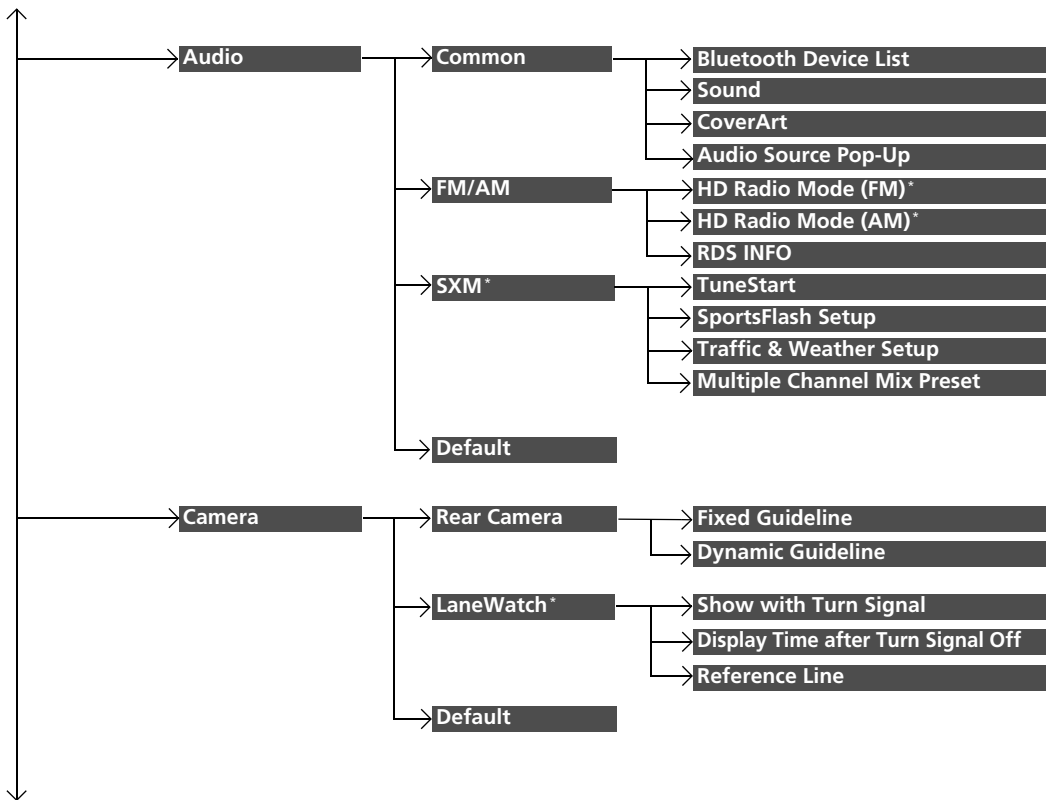 Audio
Common
Bluetooth Device List
Sound
CoverArt
Audio Source Pop-Up
FM/AM
HD Radio Mode (FM)*
HD Radio Mode (AM)*
RDS INFO
SXM*
TuneStart
SportsFlash Setup
Traffic & Weather Setup
Multiple Channel Mix Preset
Default
Camera
Rear Camera
Fixed Guideline
Dynamic Guideline
LaneWatch*
Show with Turn Signal
Display Time after Turn Signal Off
Reference Line
Default